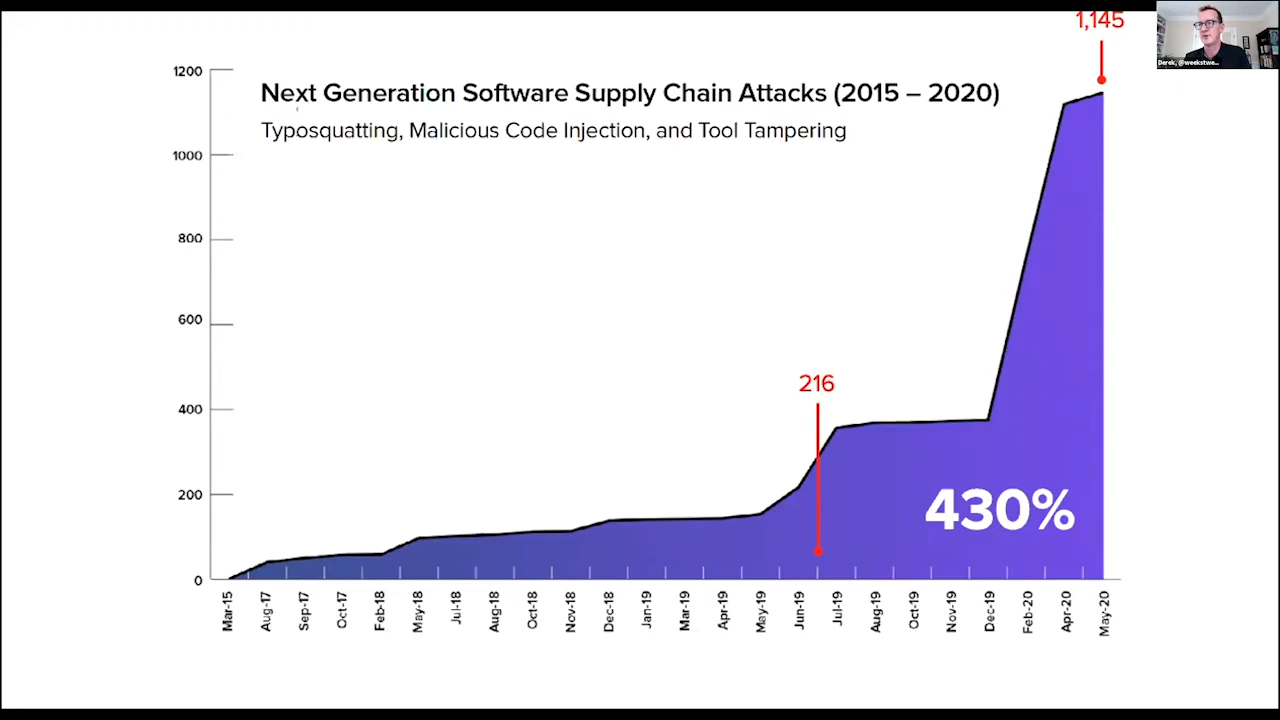 1,145
Derek, @weekstwe...
1200
Next Generation Software Supply Chain Attacks (2015 – 2020)
Typosquatting, Malicious Code Injection, and Tool Tampering
1000
800
600
216
400
200
430%
0
Mar-15
Aug-17
Sep-17
Oct-17
Feb-18
May-18
Jul-18
Aug-18
Oct-18
Nov-18
Dec-18
Jan-19
Mar-19
Apr-19
May-19
Jun-19
Jul-19
Aug-19
Oct-19
Nov-19
Dec-19
Feb-20
Apr-20
May-20